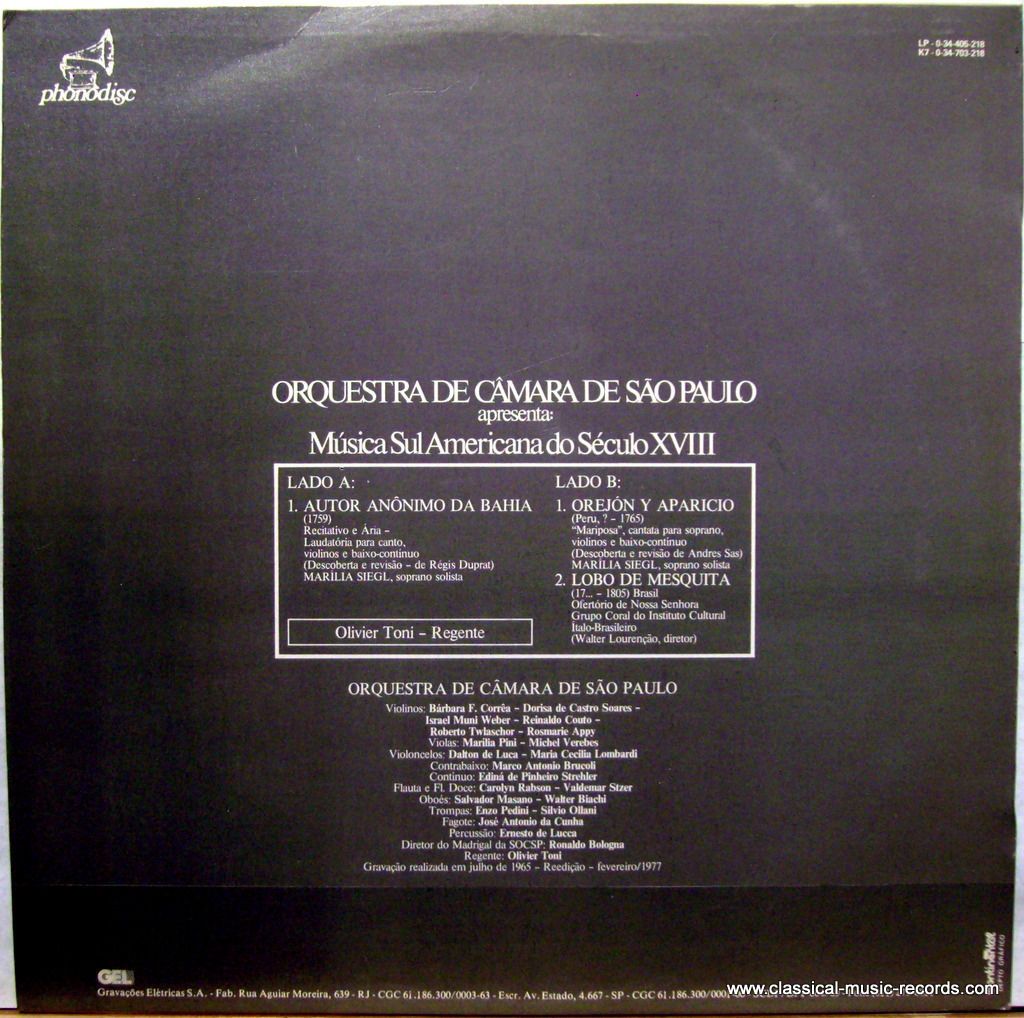 phonodisc
LP - 0-34-405-218
K7 - 0-34-703-218
ORQUESTRA DE CÂMARA DE SÃO PAULO
apresenta:
Música Sul Americana do Século XVIII
LADO A:
1. AUTOR ANÔNIMO DA BAHIA
(1759)
Recitativo e Ária –
Laudatória para canto,
violinos e baixo-contínuo
(Descoberta e revisão – de Régis Duprat)
MARÍLIA SIEGL, soprano solista
Olivier Toni – Regente
LADO B:
1. OREJÓN Y APARICIO
(Peru, ? – 1765)
"Mariposa", cantata para soprano,
violinos e baixo-contínuo
(Descoberta e revisão de Andres Sas)
MARÍLIA SIEGL, soprano solista
2. LOBO DE MESQUITA
(17... – 1805) Brasil
Ofertório de Nossa Senhora
Grupo Coral do Instituto Cultural
Ítalo-Brasileiro
(Walter Lourenção, diretor)
ORQUESTRA DE CÂMARA DE SÃO PAULO
Violinos: Bárbara F. Corrêa – Dorisa de Castro Soares –
Israel Muni Weber – Reinaldo Couto –
Roberto Twlaschor – Rosmarie Appy
Violas: Marília Pini – Michel Verebes
Violoncelos: Dalton de Luca – Maria Cecilia Lombardi
Contrabaixo: Marco Antonio Brucoli
Contínuo: Ediná de Pinheiro Strehler
Flauta e Fl. Doce: Carolyn Rabson – Valdemar Stzer
Oboés: Salvador Masano – Walter Biachi
Trompas: Enzo Pedini – Silvio Ollani
Fagote: José Antonio da Cunha
Percussão: Ernesto de Lucca
Diretor do Madrigal da SOCSP: Ronaldo Bologna
Regente: Olivier Toni
Gravação realizada em julho de 1965 – Reedição – fevereiro/1977
GEL
Gravações Elétricas S.A. - Fab. Rua Aguiar Moreira, 639 - RJ - CGC 61.186.300/0003-63 - Escr. Av. Estado, 4.667 - SP - CGC 61.186.300/000
www.classical-music-records.com